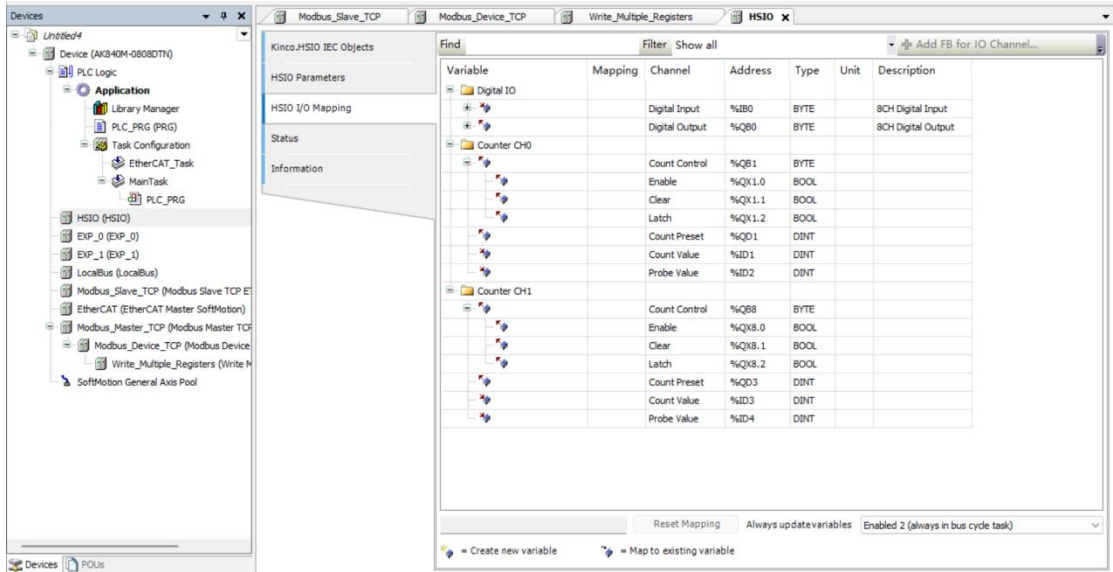 Devices
Untitled4
Device (AK840M-0808DTN)
PLC Logic
Application
Library Manager
PLC_PRG (PRG)
Task Configuration
EtherCAT_Task
MainTask
PLC_PRG
HSIO (HSIO)
EXP_0 (EXP_0)
EXP_1 (EXP_1)
LocalBus (LocalBus)
Modbus_Slave_TCP (Modbus Slave TCP ET
EtherCAT (EtherCAT Master SoftMotion)
Modbus_Master_TCP (Modbus Master TCP
Modbus_Device_TCP (Modbus Device
Write_Multiple_Registers (Write M
SoftMotion General Axis Pool
Devices POUs
Modbus_Slave_TCP Modbus_Device_TCP Write_Multiple_Registers HSIO
Kinco.HSIO IEC Objects
HSIO Parameters
HSIO I/O Mapping
Status
Information
Find Filter Show all Add FB for IO Channel...
Variable Mapping Channel Address Type Unit Description
Digital IO
Digital Input %IB0 BYTE 8CH Digital Input
Digital Output %QB0 BYTE 8CH Digital Output
Counter CH0
Count Control %QB1 BYTE
Enable %QX1.0 BOOL
Clear %QX1.1 BOOL
Latch %QX1.2 BOOL
Count Preset %QD1 DINT
Count Value %ID1 DINT
Probe Value %ID2 DINT
Counter CH1
Count Control %QB8 BYTE
Enable %QX8.0 BOOL
Clear %QX8.1 BOOL
Latch %QX8.2 BOOL
Count Preset %QD3 DINT
Count Value %ID3 DINT
Probe Value %ID4 DINT
Reset Mapping Always update variables Enabled 2 (always in bus cycle task)
= Create new variable = Map to existing variable